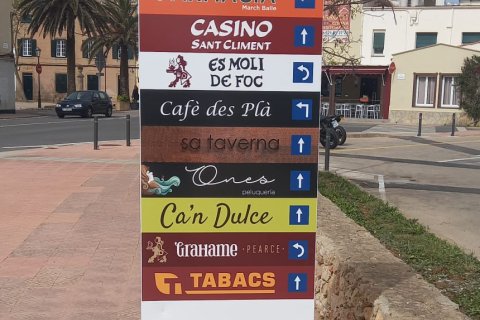 March Balle
CASINO
SANT CLIMENT
ES MOLI
DE FOC
Cafè des Plà
sa taverna
Ones
peluqueria
Ca'n Dulce
GRAHAME · PEARCE ·
TABACS